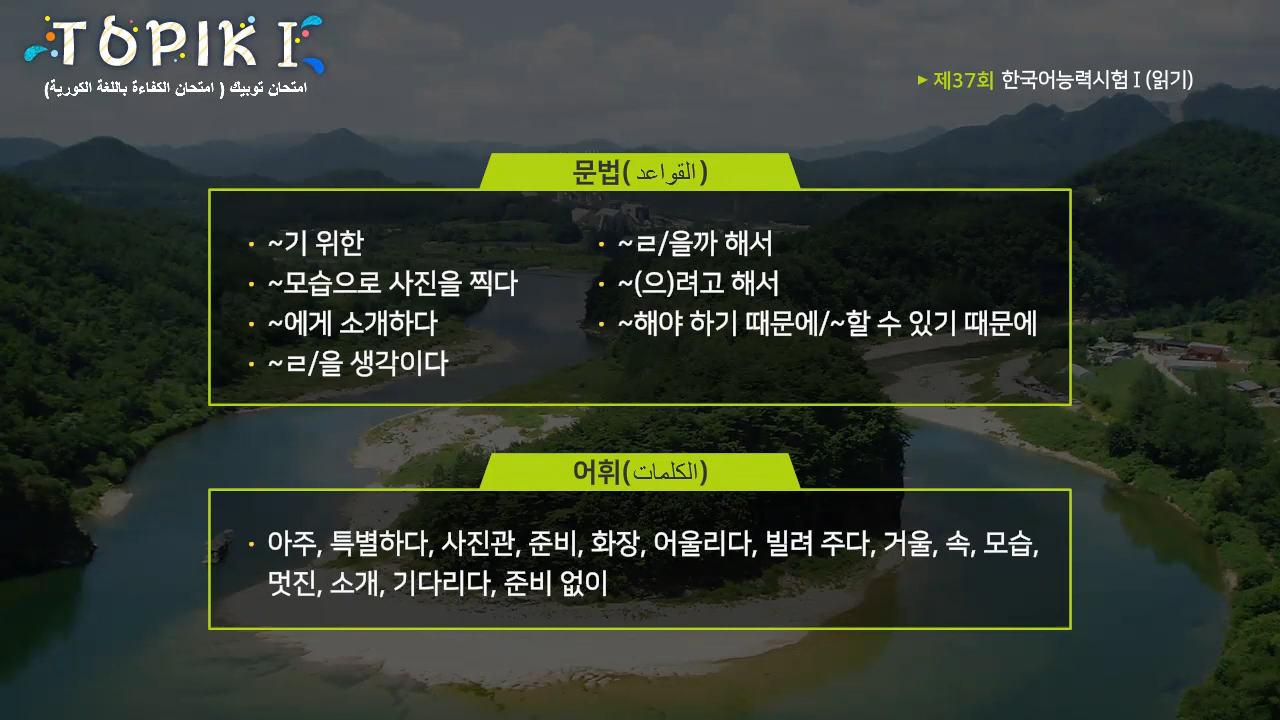 TOPIK I
امتحان توبيك ( امتحان الكفاءة باللغة الكورية)
▶ 제37회 한국어능력시험 I (읽기)
문법(القواعد)
• ~기 위한
• ~모습으로 사진을 찍다
• ~에게 소개하다
• ~ㄹ/을 생각이다
• ~ㄹ/을까 해서
• ~(으)려고 해서
• ~해야 하기 때문에/~할 수 있기 때문에
어휘(الكلمات)
• 아주, 특별하다, 사진관, 준비, 화장, 어울리다, 빌려 주다, 거울, 속, 모습,
멋진, 소개, 기다리다, 준비 없이